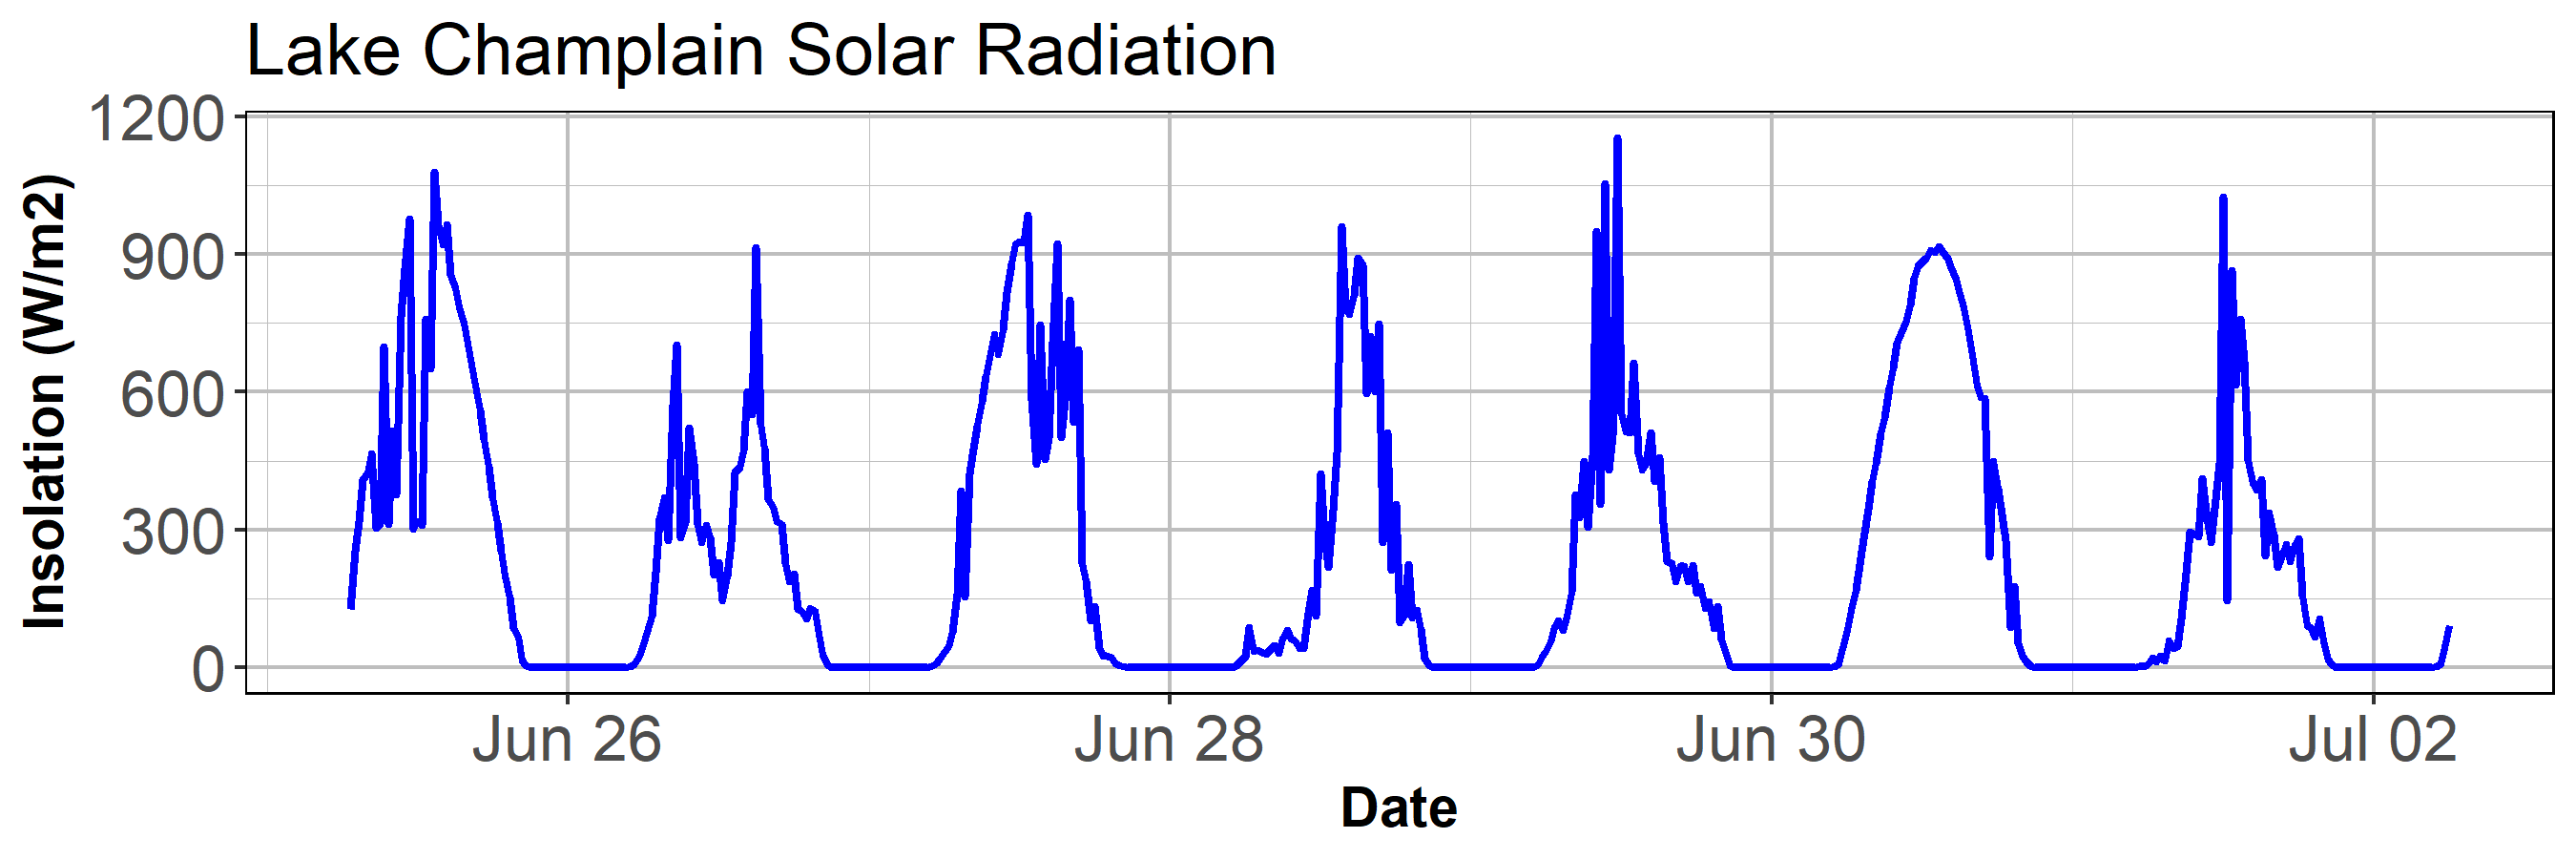 Lake Champlain Solar Radiation
1200
900
600
300
0
Insolation (W/m2)
Jun 26 Jun 28 Jun 30 Jul 02
Date